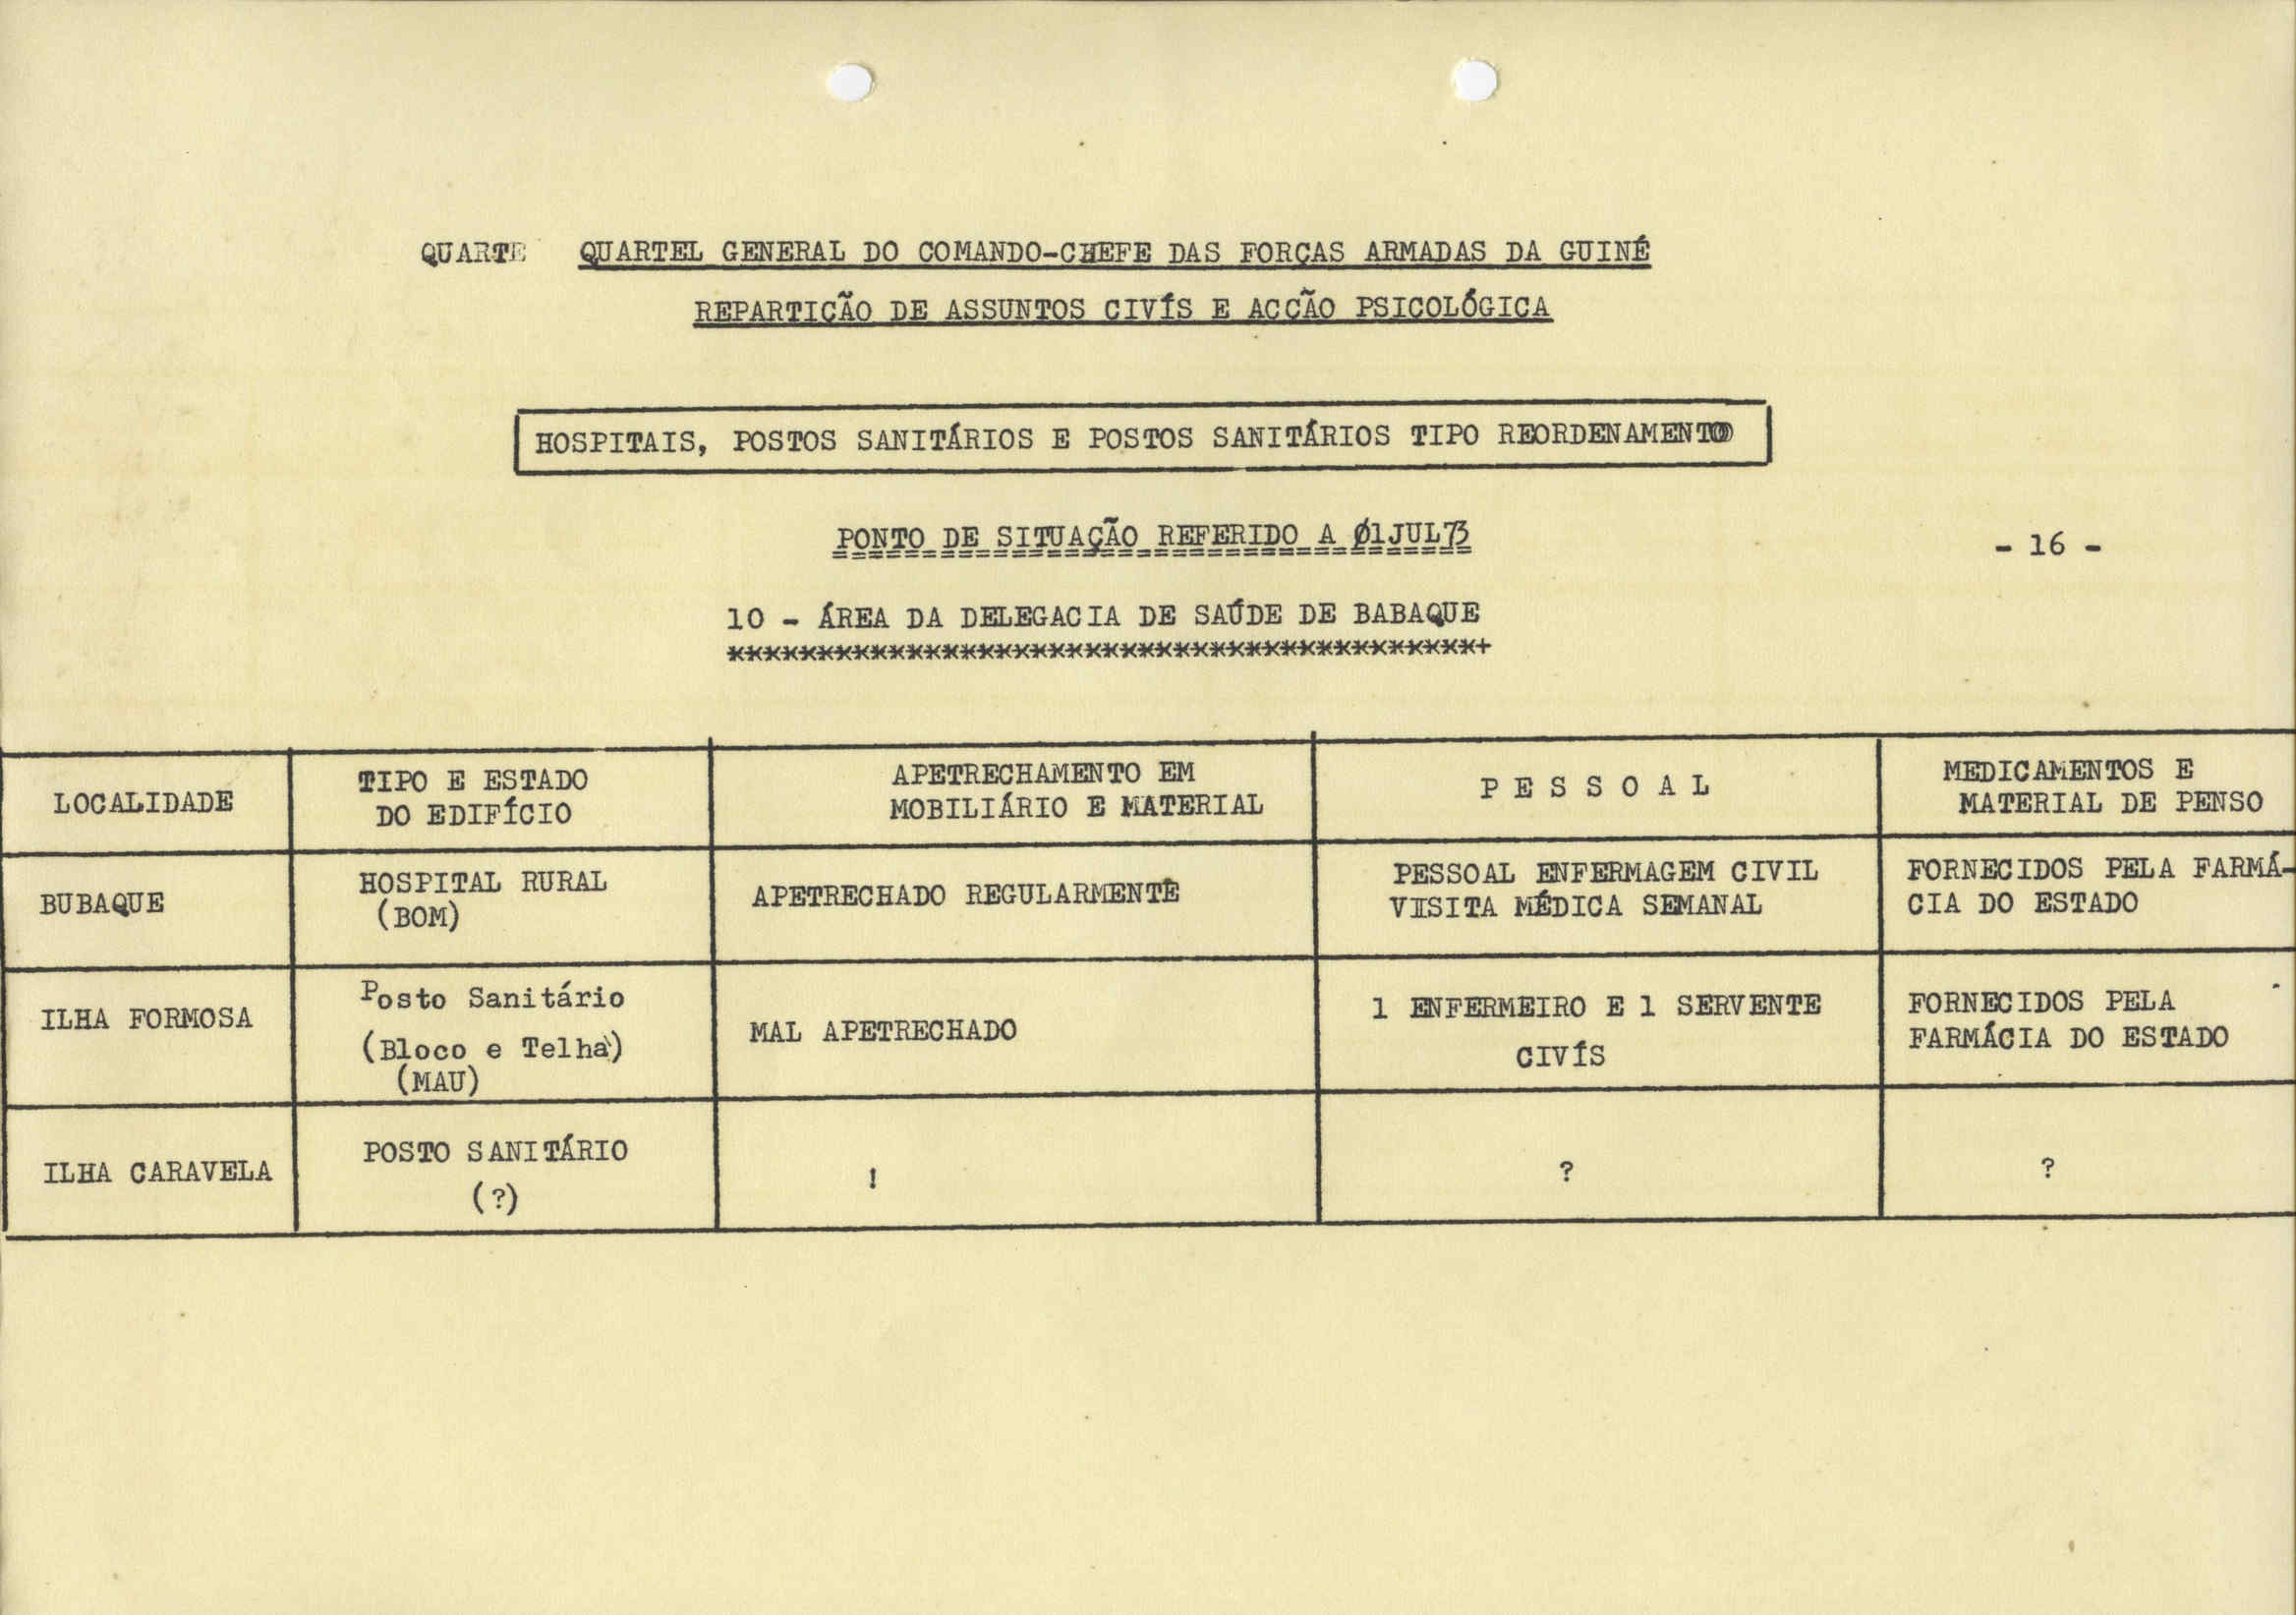 QUARTE QUARTEL GENERAL DO COMANDO-CHEFE DAS FORÇAS ARMADAS DA GUINÉ
REPARTIÇÃO DE ASSUNTOS CIVÍS E ACÇÃO PSICOLÓGICA
HOSPITAIS, POSTOS SANITÁRIOS E POSTOS SANITÁRIOS TIPO REORDENAMENTO
PONTO DE SITUAÇÃO REFERIDO A Ø1JUL73
- 16 -
10 - ÁREA DA DELEGACIA DE SAÚDE DE BABAQUE
******************************************+
LOCALIDADE
TIPO E ESTADO
DO EDIFÍCIO
APETRECHAMENTO EM
MOBILIÁRIO E MATERIAL
P E S S O A L
MEDICAMENTOS E
MATERIAL DE PENSO
BUBAQUE
HOSPITAL RURAL
(BOM)
APETRECHADO REGULARMENTE
PESSOAL ENFERMAGEM CIVIL
VISITA MÉDICA SEMANAL
FORNECIDOS PELA FARMÁ-
CIA DO ESTADO
ILHA FORMOSA
Posto Sanitário
(Bloco e Telha)
(MAU)
MAL APETRECHADO
1 ENFERMEIRO E 1 SERVENTE
CIVÍS
FORNECIDOS PELA
FARMÁCIA DO ESTADO
ILHA CARAVELA
POSTO SANITÁRIO
(?)
!
?
?